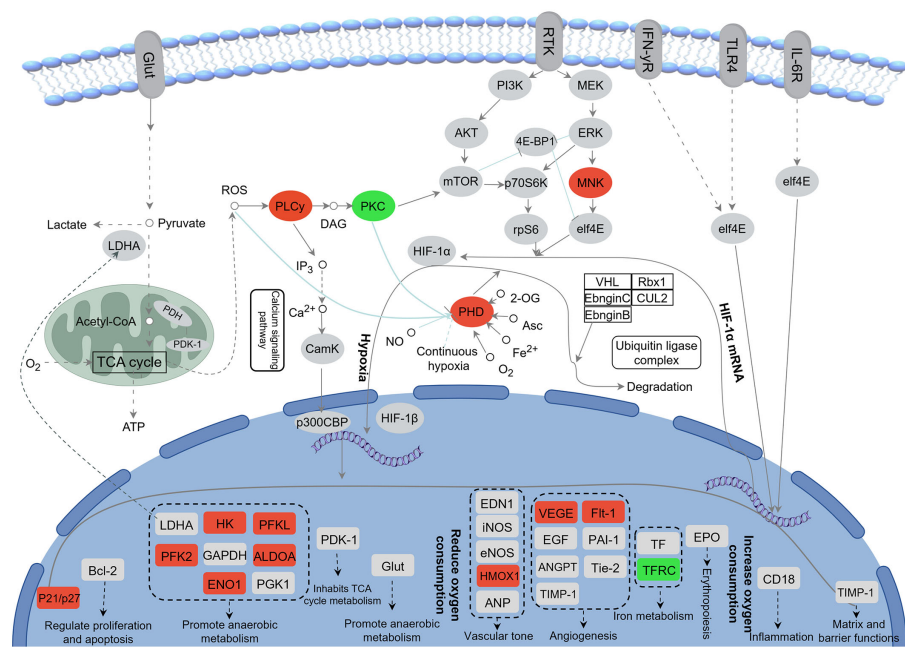 Glut
RTK
IFN-yR
TLR4
IL-6R
PI3K
MEK
AKT
4E-BP1
ERK
mTOR
p70S6K
MNK
elf4E
ROS
PLCy
DAG
PKC
rpS6
elf4E
elf4E
Lactate
Pyruvate
LDHA
HIF-1α
IP3
VHL
Rbx1
EbnginC
CUL2
EbnginB
PDH
Acetyl-CoA
PDK-1
TCA cycle
O2
ATP
Calcium signaling
pathway
Ca2+
CamK
Hypoxia
PHD
2-OG
Asc
Fe2+
O2
NO
Continuous
hypoxia
Ubiquitin ligase
complex
Degradation
HIF-1α mRNA
p300CBP
HIF-1β
LDHA
HK
PFKL
PFK2
GAPDH
ALDOA
ENO1
PGK1
P21/p27
Bcl-2
Regulate proliferation
and apoptosis
Promote anaerobic
metabolism
PDK-1
Inhabits TCA
cycle metabolism
Glut
Promote anaerobic
metabolism
Reduce oxygen
consumption
EDN1
iNOS
eNOS
HMOX1
ANP
Vascular tone
VEGE
Flt-1
EGF
PAI-1
ANGPT
Tie-2
TIMP-1
Angiogenesis
TF
TFRC
Iron metabolism
EPO
Erythropoiesis
Increase oxygen
consumption
CD18
Inflammation
TIMP-1
Matrix and
barrier functions